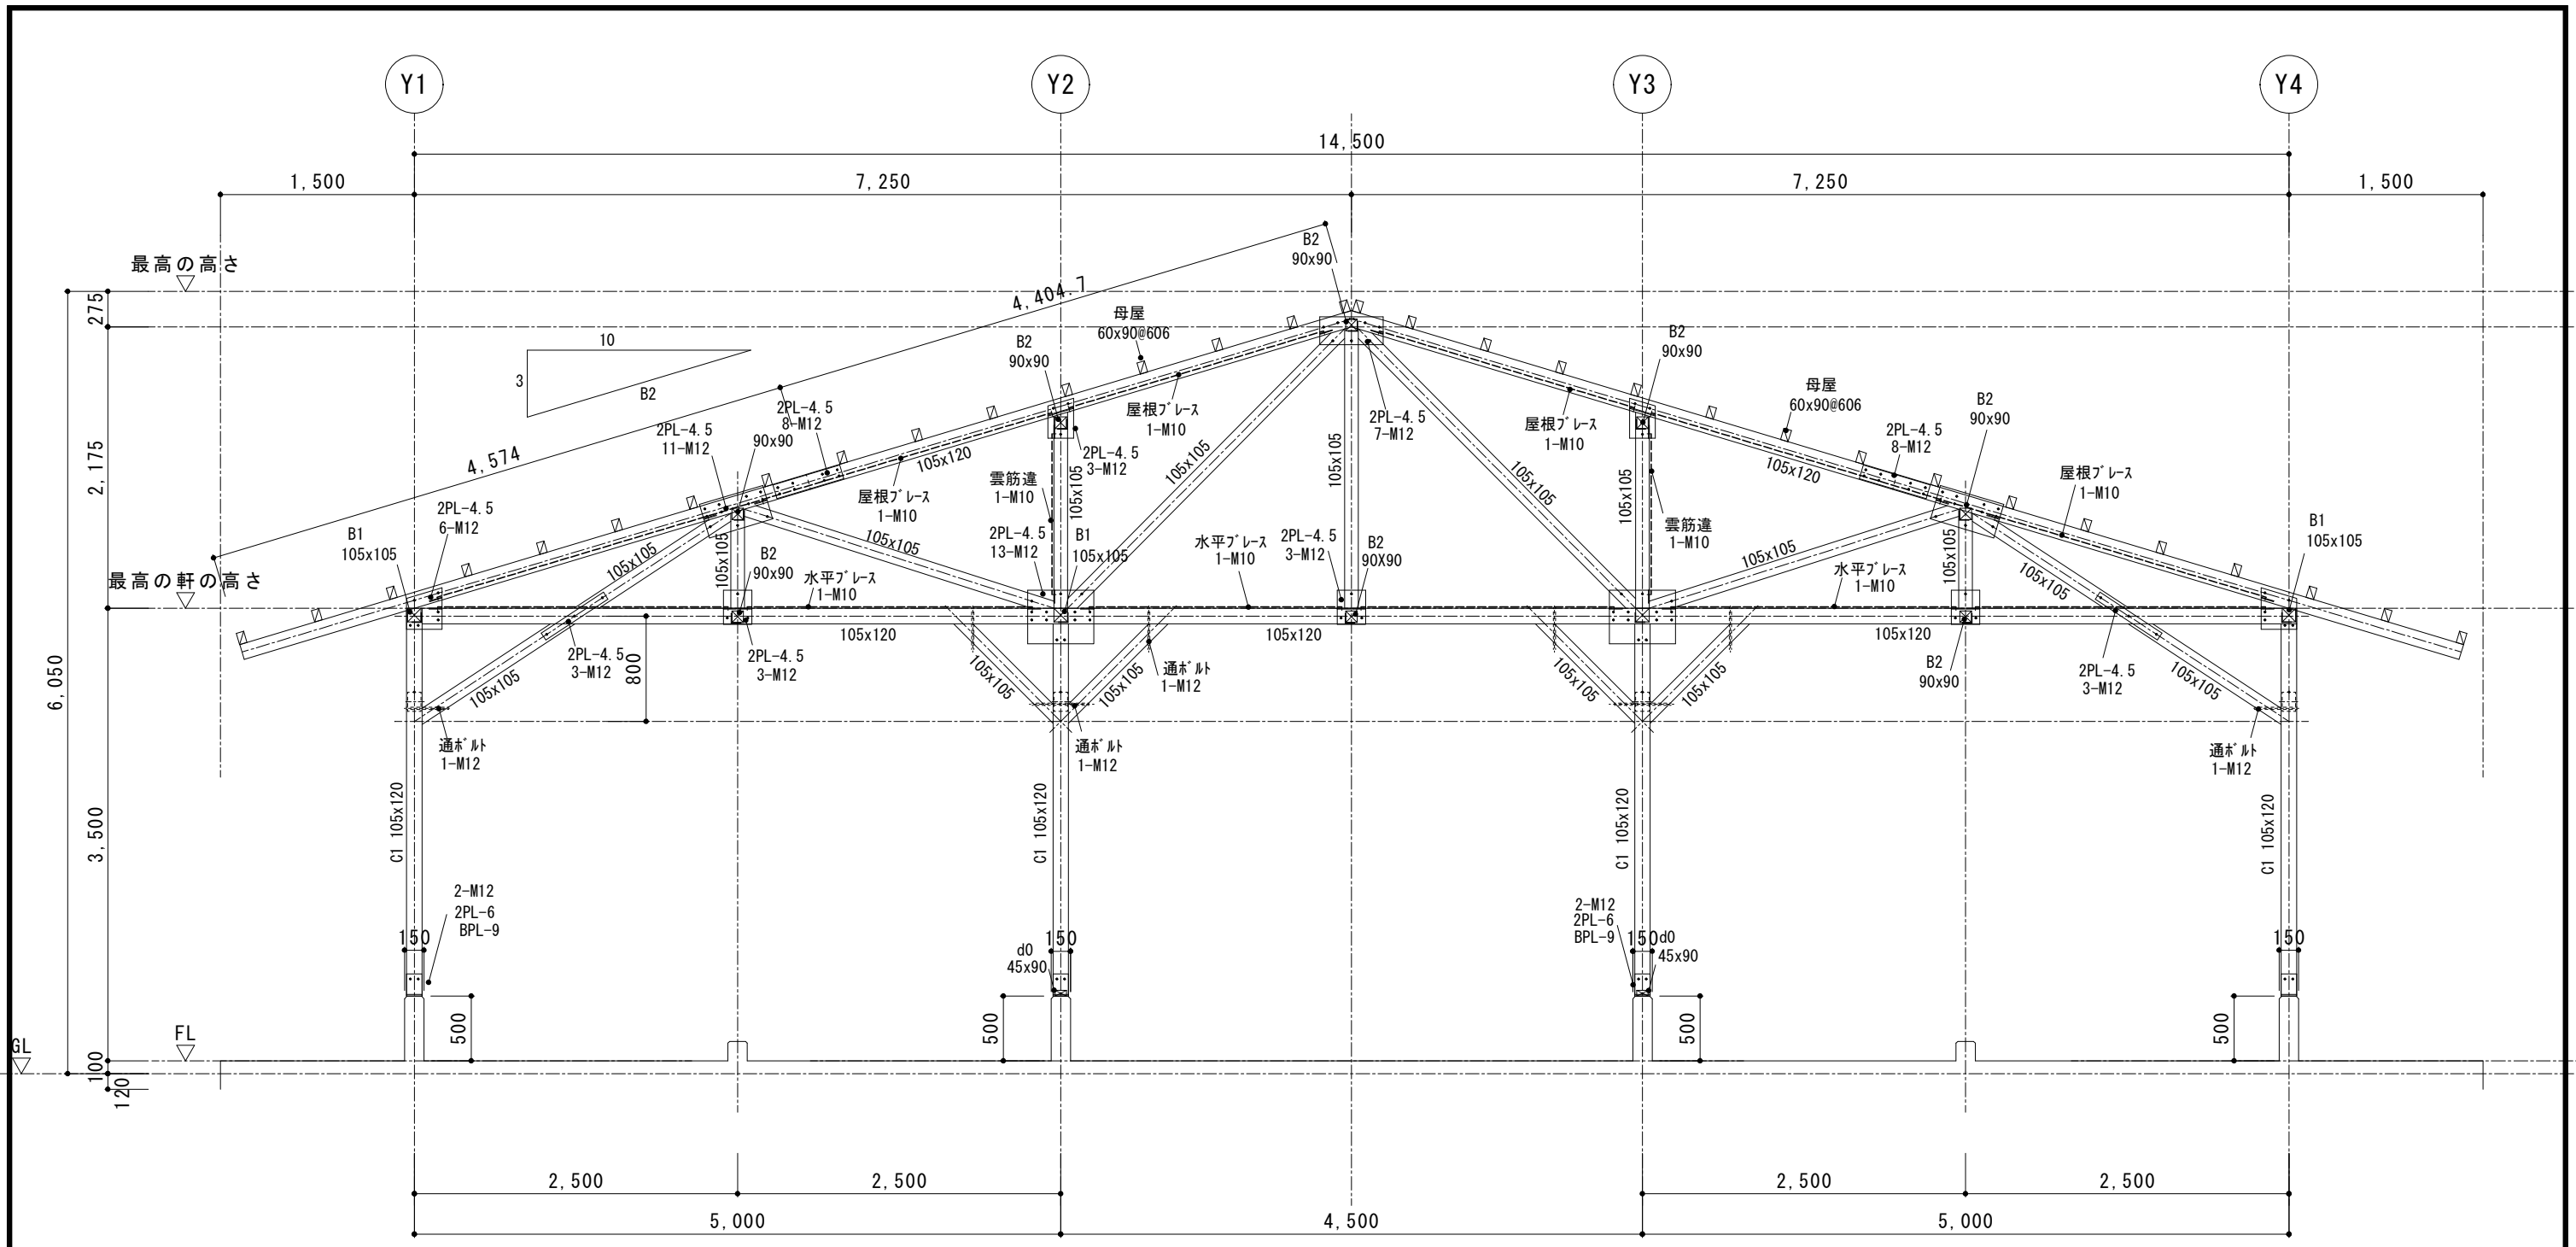 Y1
Y2
Y3
Y4
14,500
1,500
7,250
7,250
1,500
最高の高さ
B2
90x90
4,404.7
275
母屋
60x90@606
10
3
B2
B2
90x90
B2
90x90
屋根ブレース
1-M10
2PL-4.5
7-M12
屋根ブレース
1-M10
母屋
60x90@606
B2
90x90
2PL-4.5
8-M12
2PL-4.5
11-M12
90x90
4,574
105x120
2PL-4.5
3-M12
105x105
105x105
105x105
105x105
105x105
105x120
2PL-4.5
8-M12
屋根ブレース
1-M10
2,175
雲筋違
1-M10
屋根ブレース
1-M10
2PL-4.5
6-M12
B1
105x105
105x105
105x105
105x105
2PL-4.5
13-M12
B1
105x105
水平ブレース
1-M10
2PL-4.5
3-M12
B2
90X90
雲筋違
1-M10
105x105
水平ブレース
1-M10
105x105
105x105
B1
105x105
最高の軒の高さ
B2
90x90
水平ブレース
1-M10
105x120
105x120
105x120
2PL-4.5
3-M12
800
2PL-4.5
3-M12
105x105
105x105
105x105
通ボルト
1-M12
105x105
105x105
B2
90x90
2PL-4.5
3-M12
105x105
6,050
通ボルト
1-M12
通ボルト
1-M12
通ボルト
1-M12
3,500
C1 105x120
C1 105x120
C1 105x120
C1 105x120
2-M12
2PL-6
BPL-9
150
d0
45x90
150
2-M12
2PL-6
BPL-9
150
d0
45x90
150
500
500
500
500
GL
FL
100
120
2,500
2,500
2,500
2,500
5,000
4,500
5,000